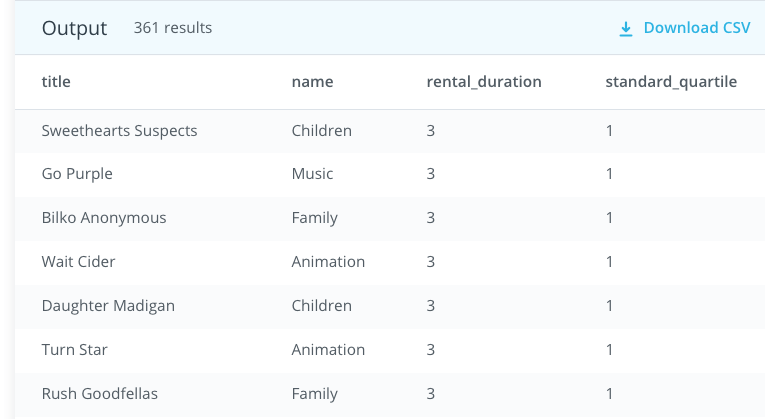 Output 361 results Download CSV
title name rental_duration standard_quartile
Sweethearts Suspects Children 3 1
Go Purple Music 3 1
Bilko Anonymous Family 3 1
Wait Cider Animation 3 1
Daughter Madigan Children 3 1
Turn Star Animation 3 1
Rush Goodfellas Family 3 1